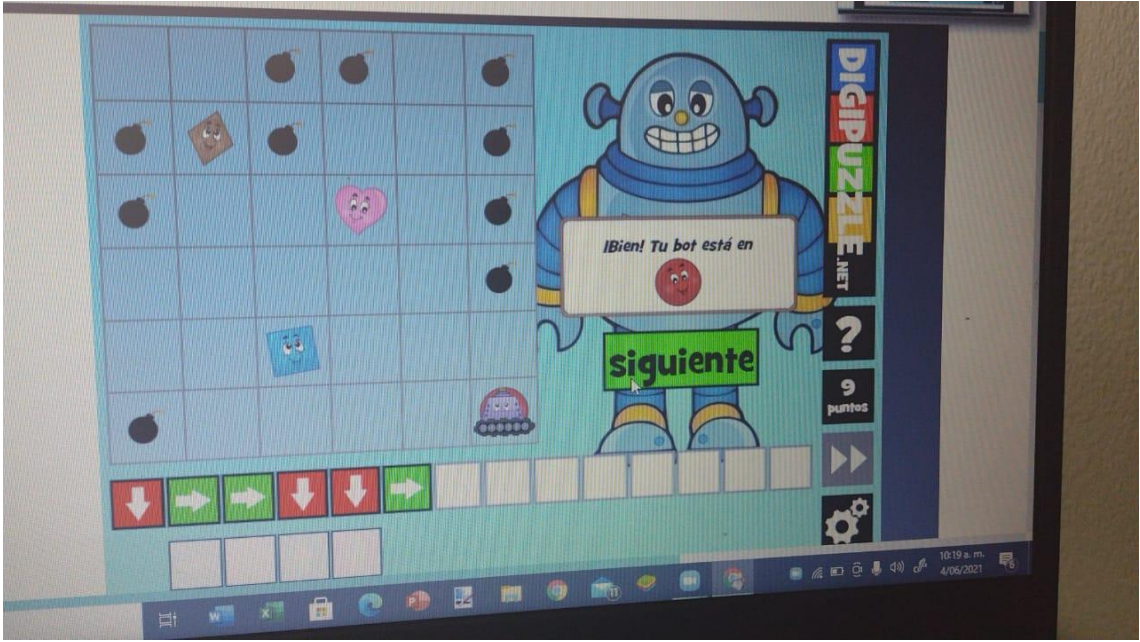 ¡Bien! Tu bot está en
siguiente
DIGIPUZZLE.NET
?
9
puntos
10:19 a. m.
4/06/2021